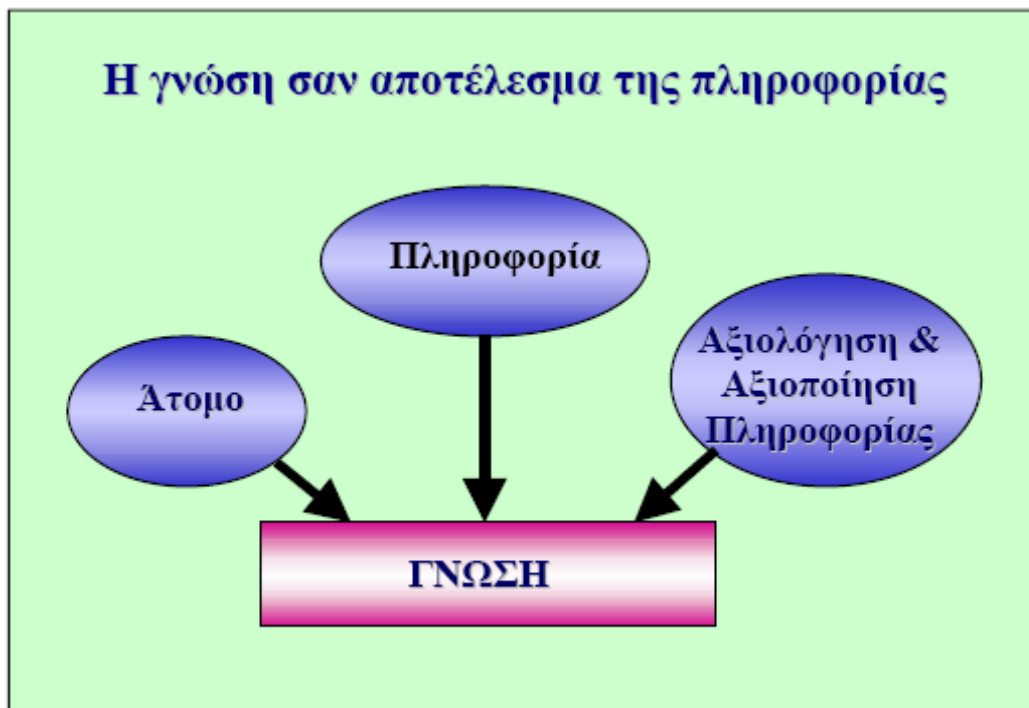 Η γνώση σαν αποτέλεσμα της πληροφορίας
Πληροφορία
Άτομο
Αξιολόγηση &
Αξιοποίηση
Πληροφορίας
ΓΝΩΣΗ